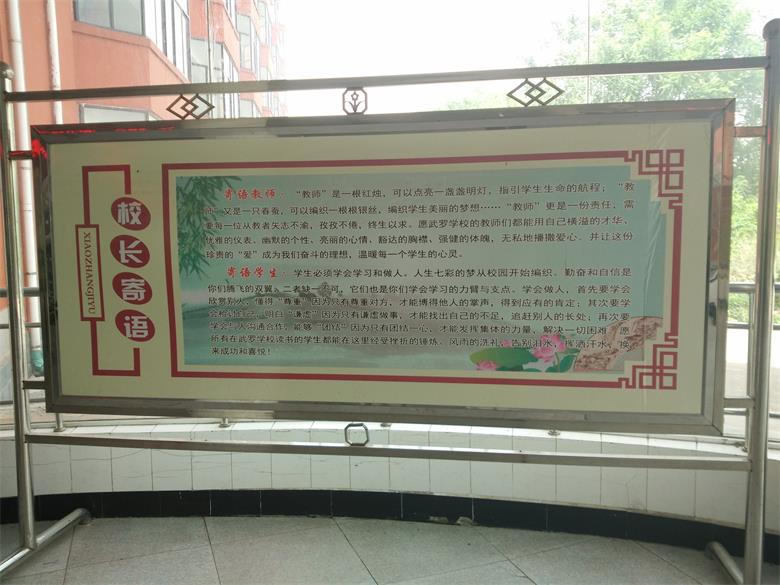 校长寄语
XIAOZHANGJIYU
寄语教师："教师"是一根红烛，可以点亮一盏盏明灯，指引学生生命的航程；"教
师"又是一只春蚕，可以编织一根根银丝，编织学生美丽的梦想……"教师"更是一份责任，需
要每一位从教者矢志不渝，孜孜不倦，终生以求。愿武罗学校的教师们都能用自己横溢的才华、
优雅的仪表、幽默的个性、亮丽的心情、豁达的胸襟、强健的体魄，无私地播撒爱心。并让这份
珍贵的"爱"成为我们奋斗的理想，温暖每一个学生的心灵。
寄语学生：学生必须学会学习和做人。人生七彩的梦从校园开始编织。勤奋和自信是
你们腾飞的双翼，二者缺一不可，它们也是你们学会学习的力臂与支点。学会做人，首先要学会
欣赏别人，懂得"尊重"因为只有尊重对方，才能博得他人的掌声，得到应有的肯定；其次要学
会 自己，明白"谦虚"因为只有谦虚做事，才能找出自己的不足，追赶别人的长处；再次要
学会与人沟通合作，能够"团结"因为只有团结一心，才能发挥集体的力量，解决一切困难，愿
所有在武罗学校读书的学生都能在这里经受挫折的锤炼、风雨的洗礼，告别泪水，挥洒汗水，换
来成功和喜悦！